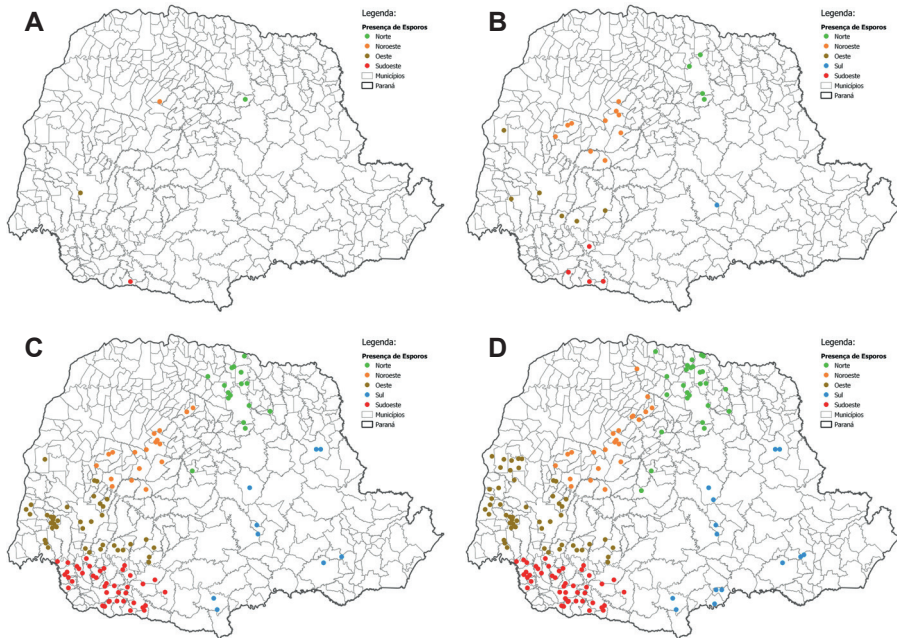 A
Legenda:
Presença de Esporos
Norte
Noroeste
Oeste
Sudoeste
Municípios
Paraná
B
Legenda:
Presença de Esporos
Norte
Noroeste
Oeste
Sul
Sudoeste
Municípios
Paraná
C
Legenda:
Presença de Esporos
Norte
Noroeste
Oeste
Sul
Sudoeste
Municípios
Paraná
D
Legenda:
Presença de Esporos
Norte
Noroeste
Oeste
Sul
Sudoeste
Municípios
Paraná